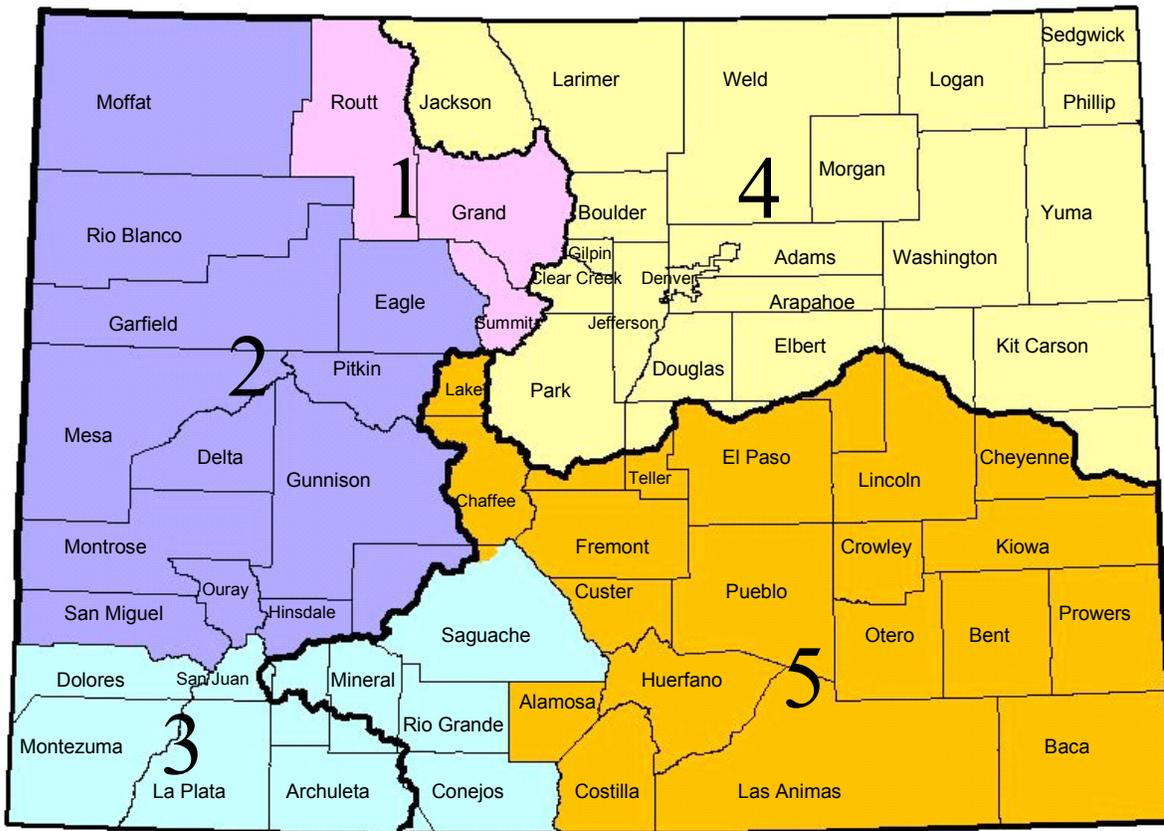 Sedgwick
Moffat
Routt
Jackson
Larimer
Weld
Logan
Phillip
1
4
Morgan
Rio Blanco
Grand
Boulder
Yuma
Gilpin
Clear Creek
Denver
Adams
Washington
Garfield
Eagle
Summit
Jefferson
Arapahoe
2
Pitkin
Lake
Park
Douglas
Elbert
Kit Carson
Mesa
Delta
Gunnison
Chaffee
Teller
El Paso
Lincoln
Cheyenne
Montrose
Fremont
Crowley
Kiowa
Ouray
Custer
Pueblo
San Miguel
Hinsdale
Saguache
Otero
Bent
Prowers
Dolores
San Juan
Mineral
Huerfano
5
Alamosa
Montezuma
3
Rio Grande
Baca
La Plata
Archuleta
Conejos
Costilla
Las Animas